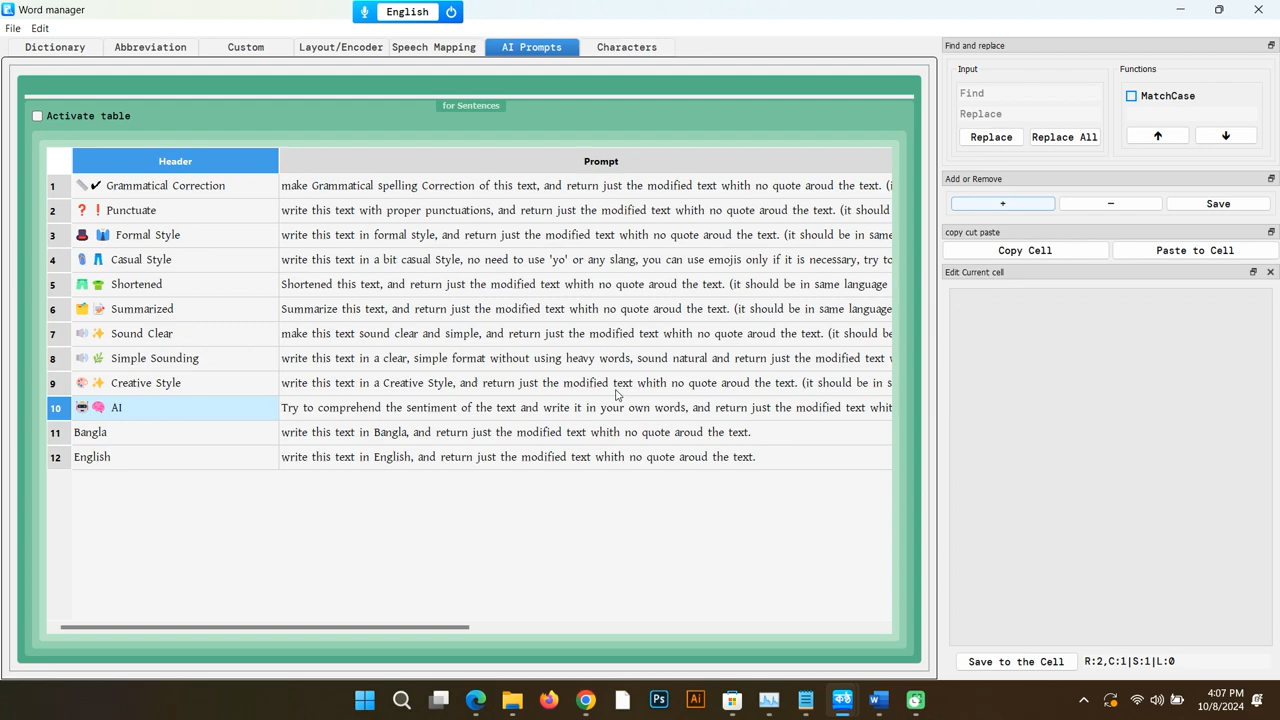 Word manager
English
File Edit
Dictionary Abbreviation Custom Layout/Encoder Speech Mapping AI Prompts Characters
for Sentences
Activate table
Header Prompt
1 Grammatical Correction make Grammatical spelling Correction of this text, and return just the modified text whith no quote aroud the text. (i
2 Punctuate write this text with proper punctuations, and return just the modified text whith no quote aroud the text. (it should
3 Formal Style write this text in formal style, and return just the modified text whith no quote aroud the text. (it should be in same
4 Casual Style write this text in a bit casual Style, no need to use 'yo' or any slang, you can use emojis only if it is necessary, try to
5 Shortened Shortened this text, and return just the modified text whith no quote aroud the text. (it should be in same language
6 Summarized Summarize this text, and return just the modified text whith no quote aroud the text. (it should be in same language
7 Sound Clear make this text sound clear and simple, and return just the modified text whith no quote aroud the text. (it should be
8 Simple Sounding write this text in a clear, simple format without using heavy words, sound natural and return just the modified text
9 Creative Style write this text in a Creative Style, and return just the modified text whith no quote aroud the text. (it should be in s
10 AI Try to comprehend the sentiment of the text and write it in your own words, and return just the modified text whit
11 Bangla write this text in Bangla, and return just the modified text whith no quote aroud the text.
12 English write this text in English, and return just the modified text whith no quote aroud the text.
Find and replace
Input Functions
Find
MatchCase
Replace
Replace Replace All
Add or Remove
+ − Save
copy cut paste
Copy Cell Paste to Cell
Edit Current cell
Save to the Cell R:2,C:1|S:1|L:0
Ps Ai W কষ্ট
4:07 PM
10/8/2024